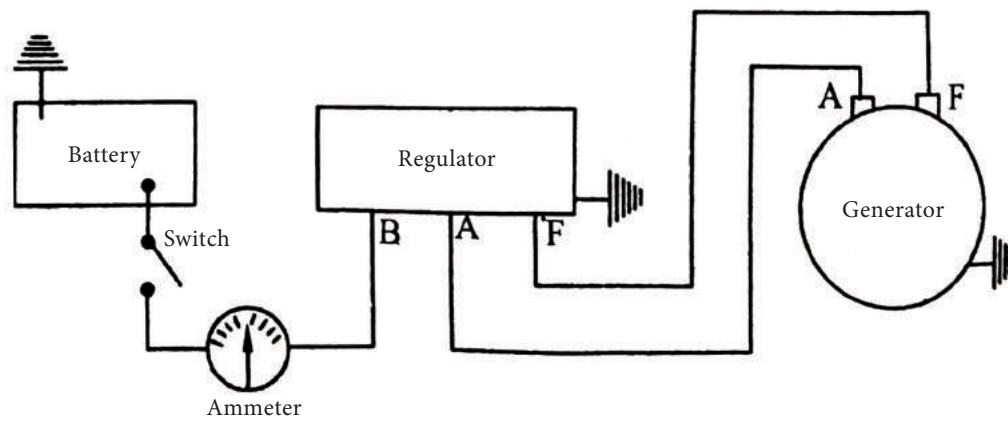 Battery
Switch
Ammeter
Regulator
B A F
A F
Generator